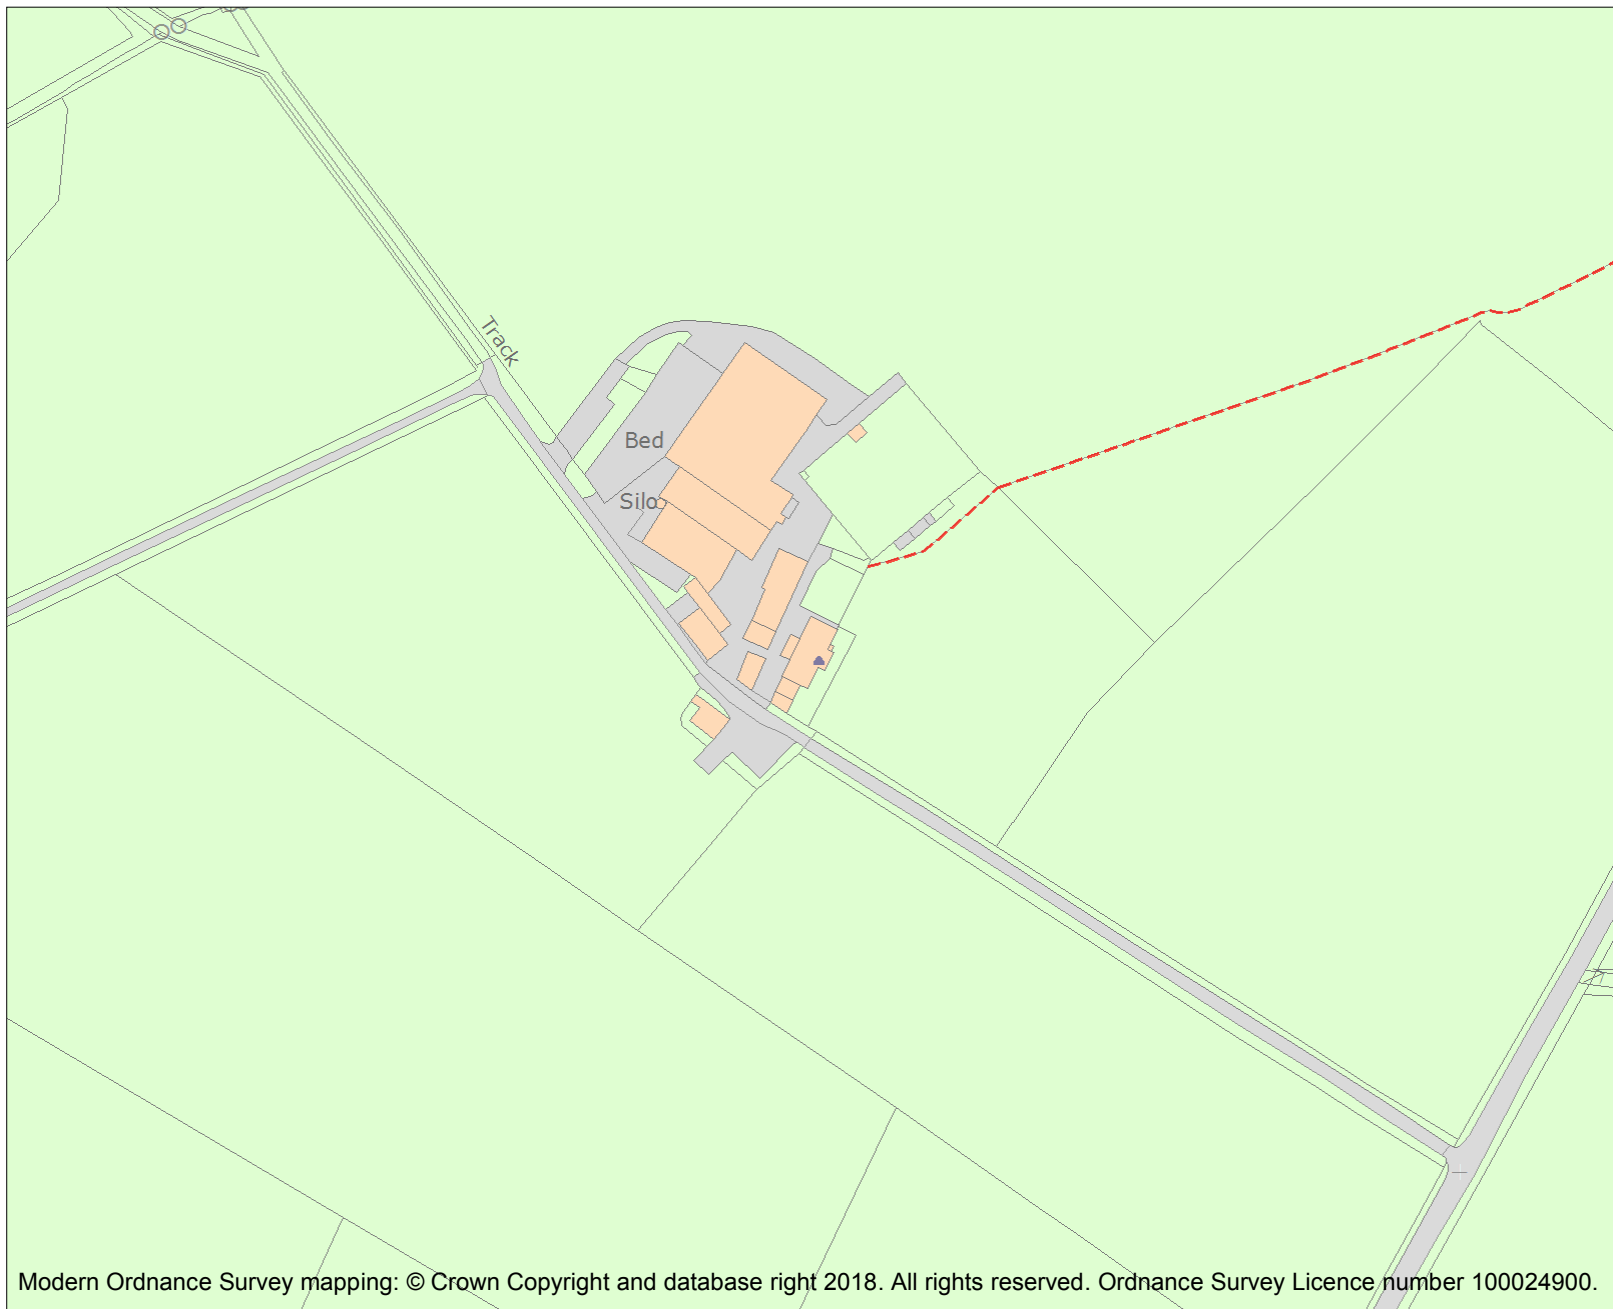 Track
Bed
Silo
Modern Ordnance Survey mapping: © Crown Copyright and database right 2018. All rights reserved. Ordnance Survey Licence number 100024900.